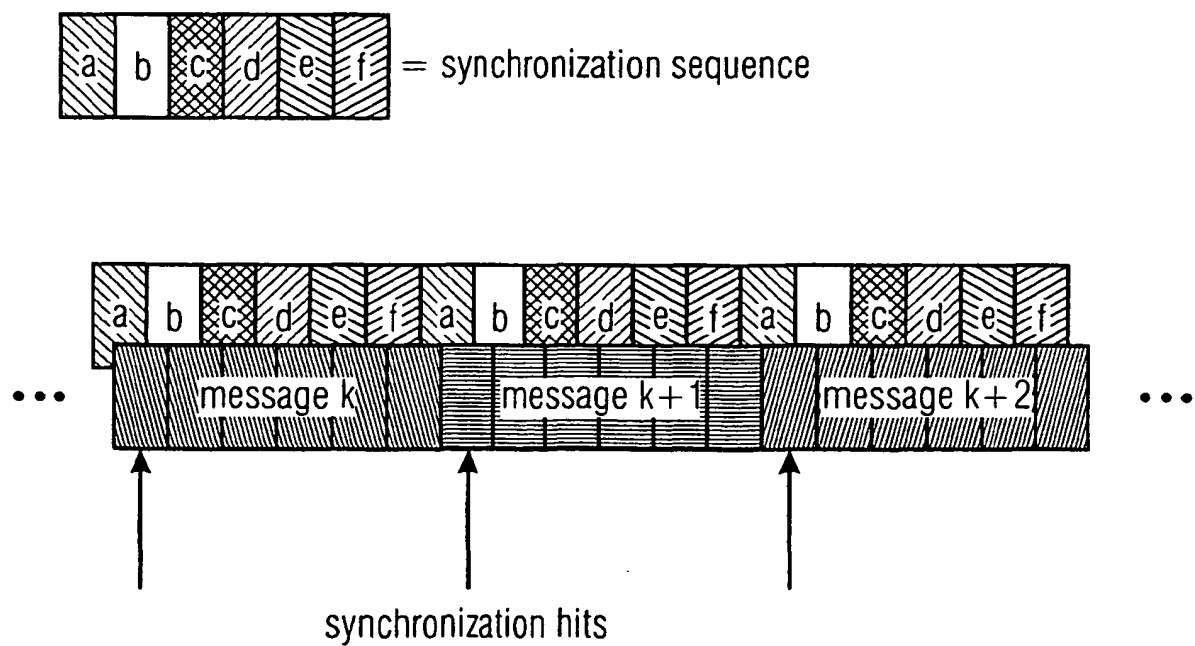 a b c d e f = synchronization sequence
a b c d e f a b c d e f a b c d e f
••• message k message k+1 message k+2 •••
synchronization hits